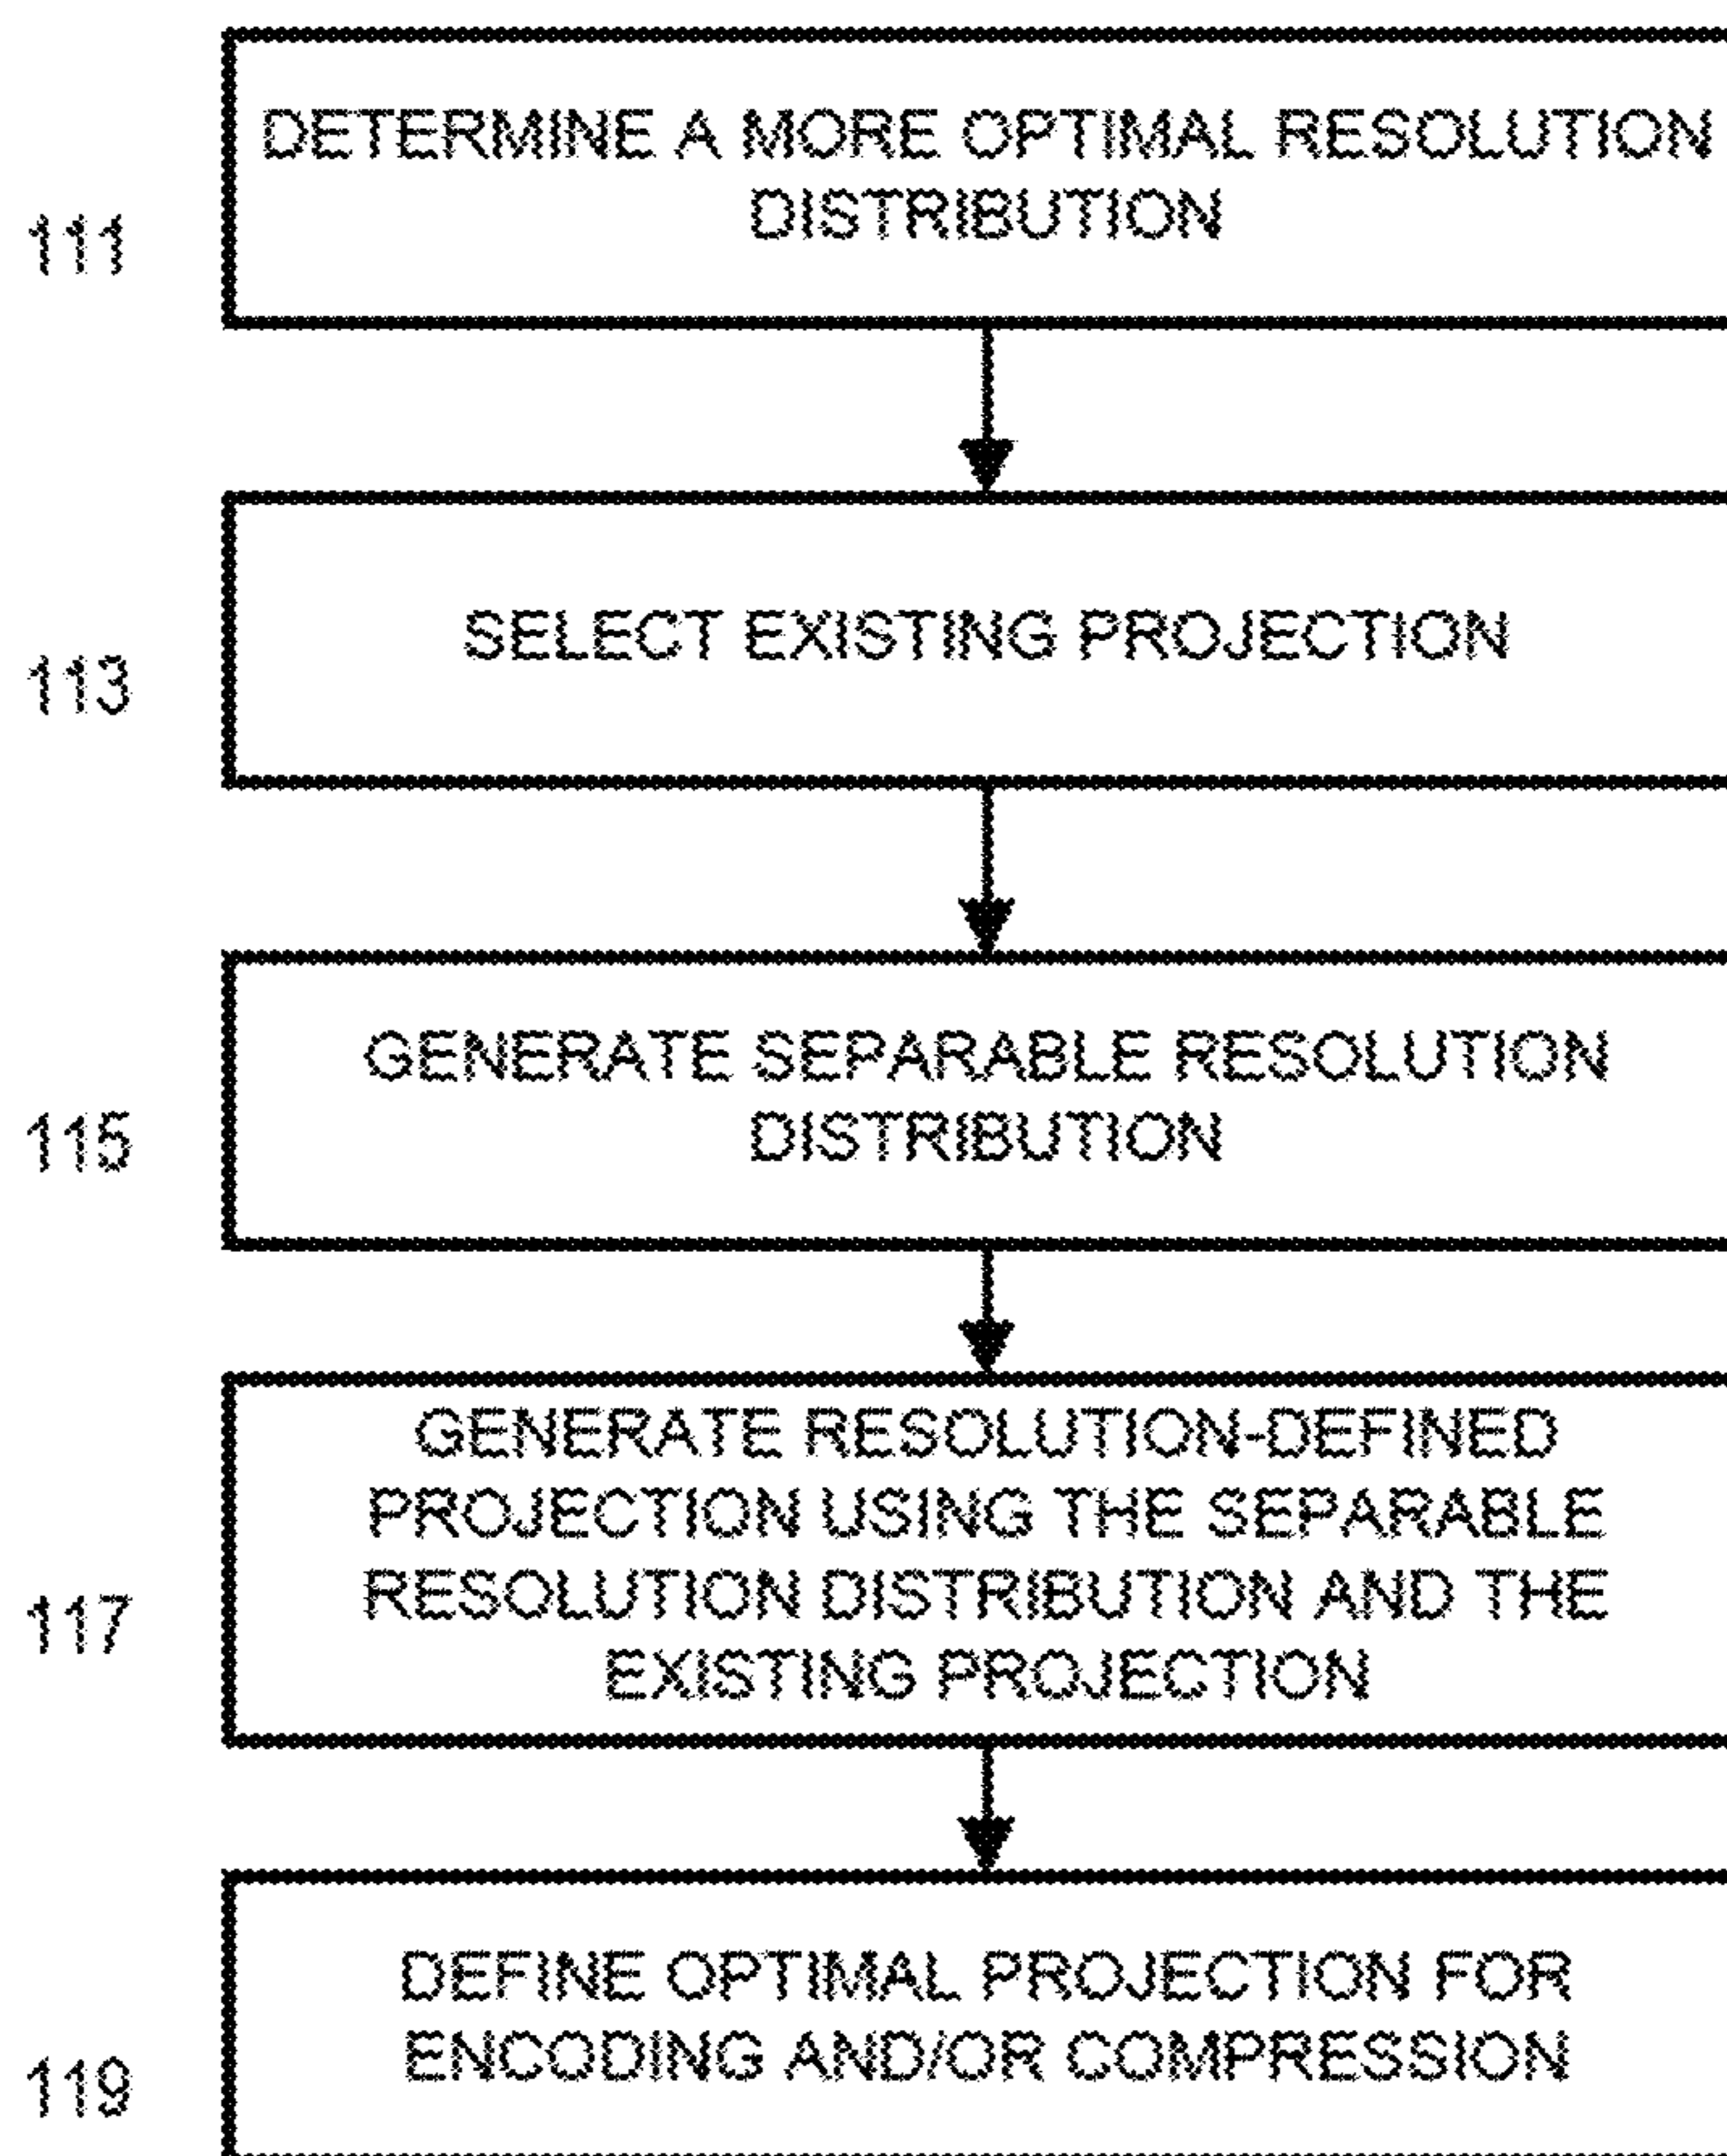 DETERMINE A MORE OPTIMAL RESOLUTION
DISTRIBUTION
111
SELECT EXISTING PROJECTION
113
GENERATE SEPARABLE RESOLUTION
DISTRIBUTION
115
GENERATE RESOLUTION-DEFINED
PROJECTION USING THE SEPARABLE
RESOLUTION DISTRIBUTION AND THE
EXISTING PROJECTION
117
DEFINE OPTIMAL PROJECTION FOR
ENCODING AND/OR COMPRESSION
119